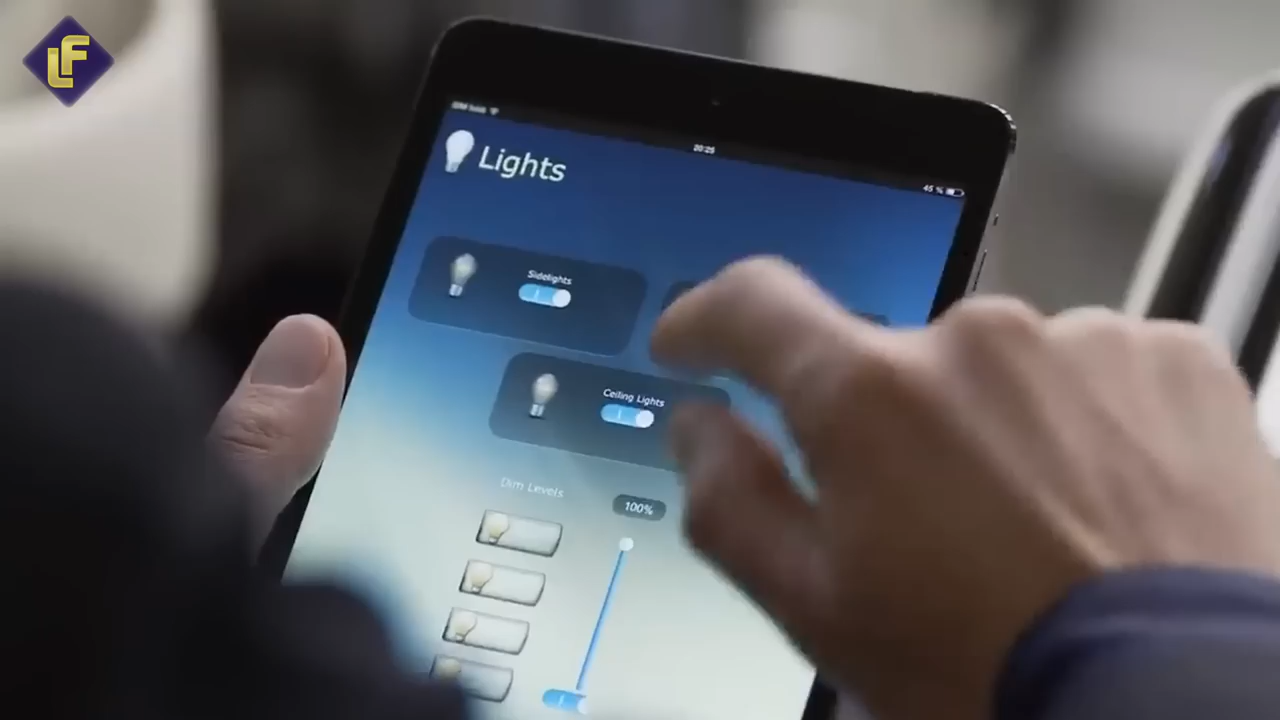 LF
20:25
45 %
Lights
Sidelights
Ceiling Lights
Dim Levels
100%